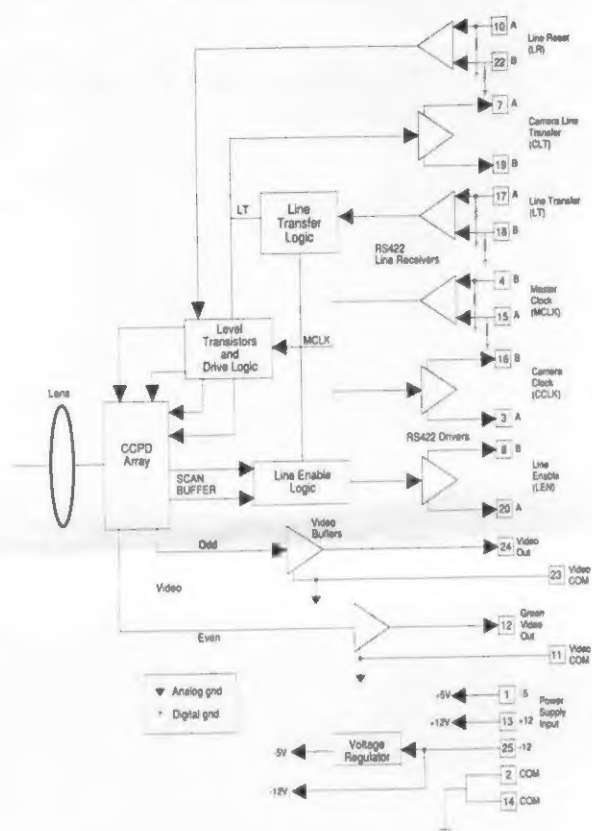 10 A
Line Reset
(LR)
22 B
7 A
Camera Line
Transfer
(CLT)
19 B
LT
Line
Transfer
Logic
17 A
Line Transfer
(LT)
18 B
RS422
Line Receivers
4 B
Master
Clock
(MCLK)
15 A
Level
Transistors
and
Drive Logic
MCLK
16 B
Camera
Clock
(CCLK)
3 A
Lens
CCPD
Array
SCAN
BUFFER
Line Enable
Logic
RS422 Drivers
8 B
Line
Enable
(LEN)
20 A
Odd
Video
Buffers
24 Video
Out
23 Video
COM
Video
Even
12 Green
Video
Out
11 Video
COM
Analog gnd
Digital gnd
+5V
1 5
Power
Supply
Input
+12V
13 +12
-5V
Voltage
Regulator
25 -12
-12V
2 COM
14 COM